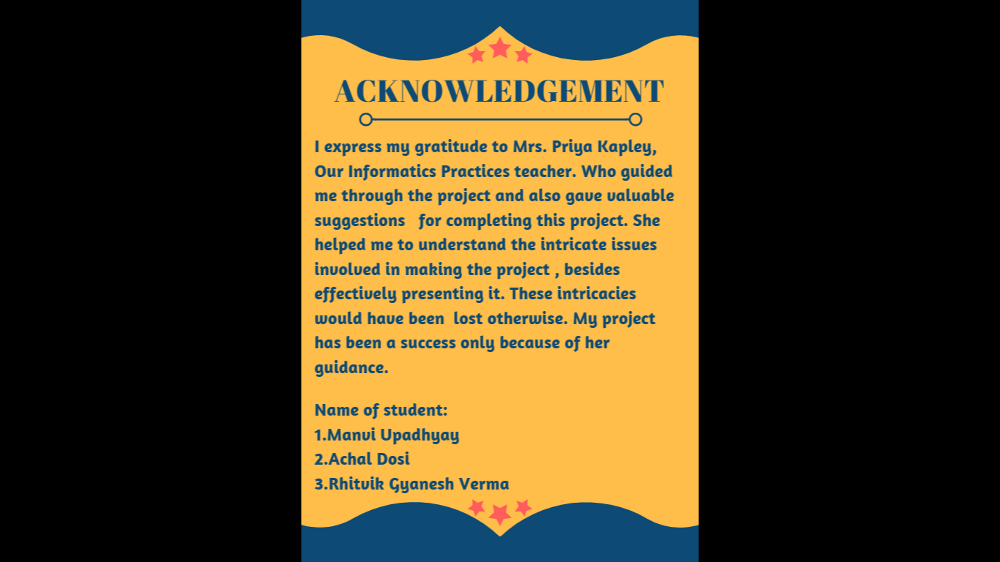 ACKNOWLEDGEMENT
I express my gratitude to Mrs. Priya Kapley,
Our Informatics Practices teacher. Who guided
me through the project and also gave valuable
suggestions   for completing this project. She
helped me to understand the intricate issues
involved in making the project , besides
effectively presenting it. These intricacies
would have been  lost otherwise. My project
has been a success only because of her
guidance.
Name of student:
1.Manvi Upadhyay
2.Achal Dosi
3.Rhitvik Gyanesh Verma